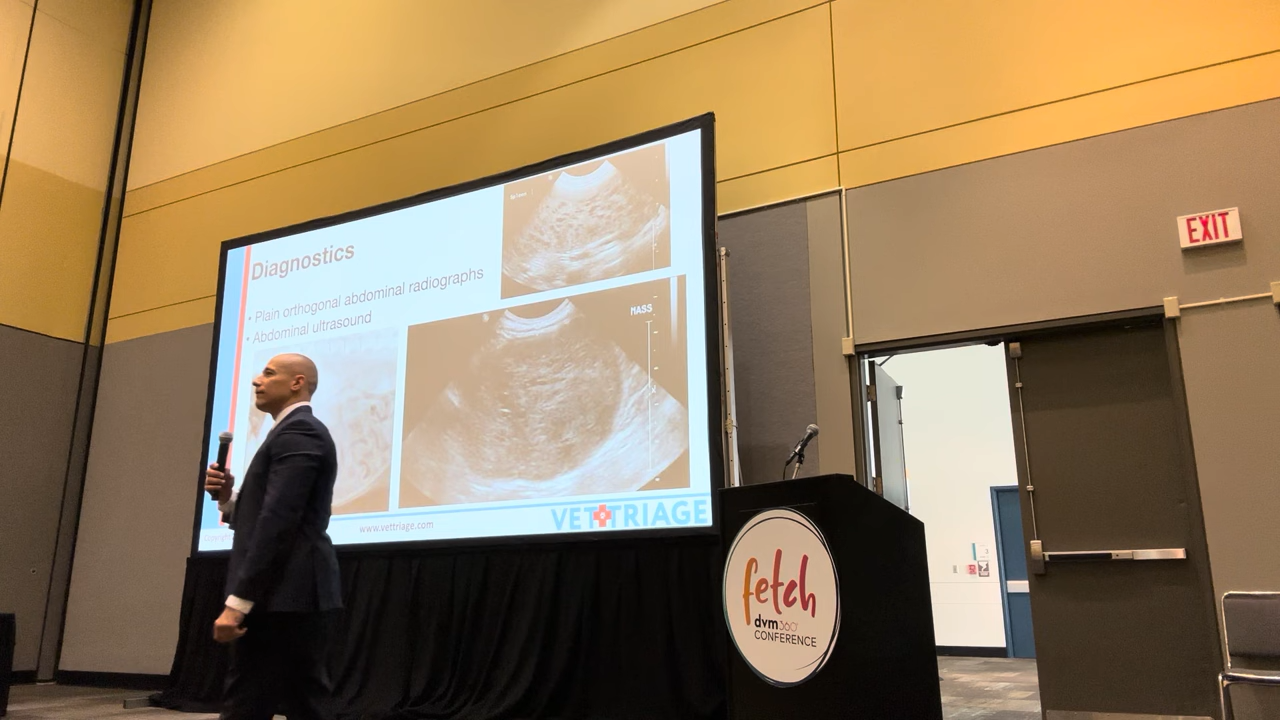 Diagnostics
• Plain orthogonal abdominal radiographs
• Abdominal ultrasound
MASS
www.vettriage.com
VETTRIAGE
EXIT
fetch
dvm360
CONFERENCE